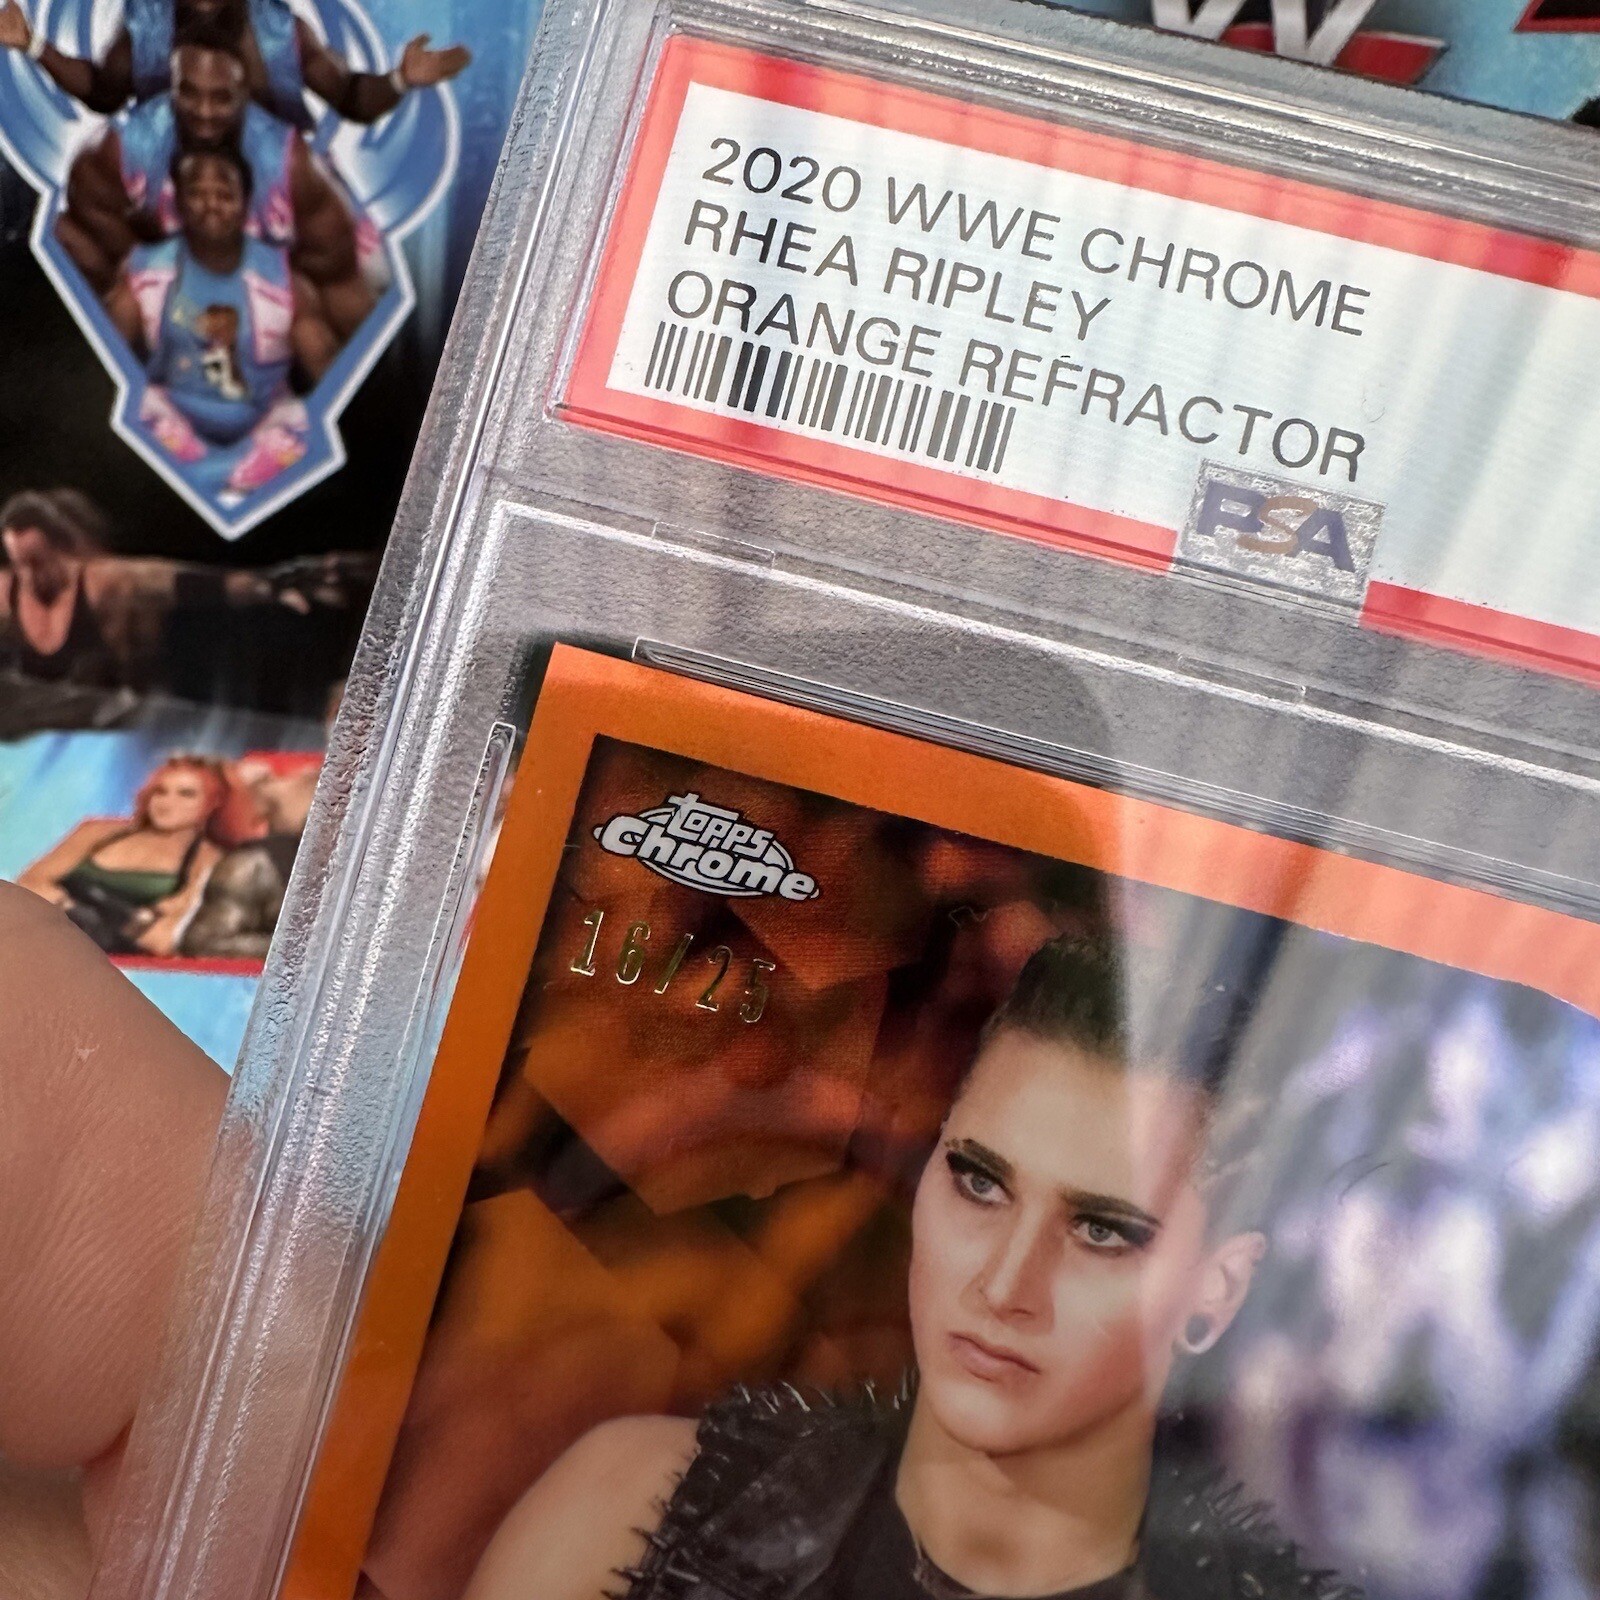 2020 WWE CHROME
RHEA RIPLEY
ORANGE REFRACTOR
PSA
Topps
Chrome
16/25